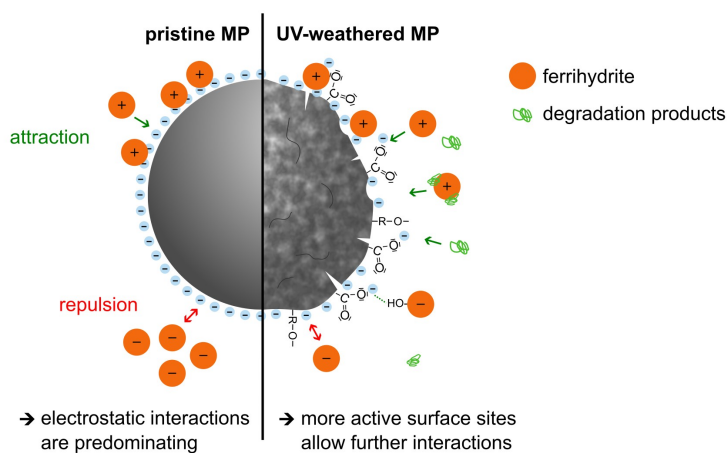 pristine MP
UV-weathered MP
ferrihydrite
degradation products
attraction
repulsion
C
O
O
C
O
O
-R-O-
C
O
O
C
O
O
HO
-R-O-
→ electrostatic interactions
are predominating
→ more active surface sites
allow further interactions